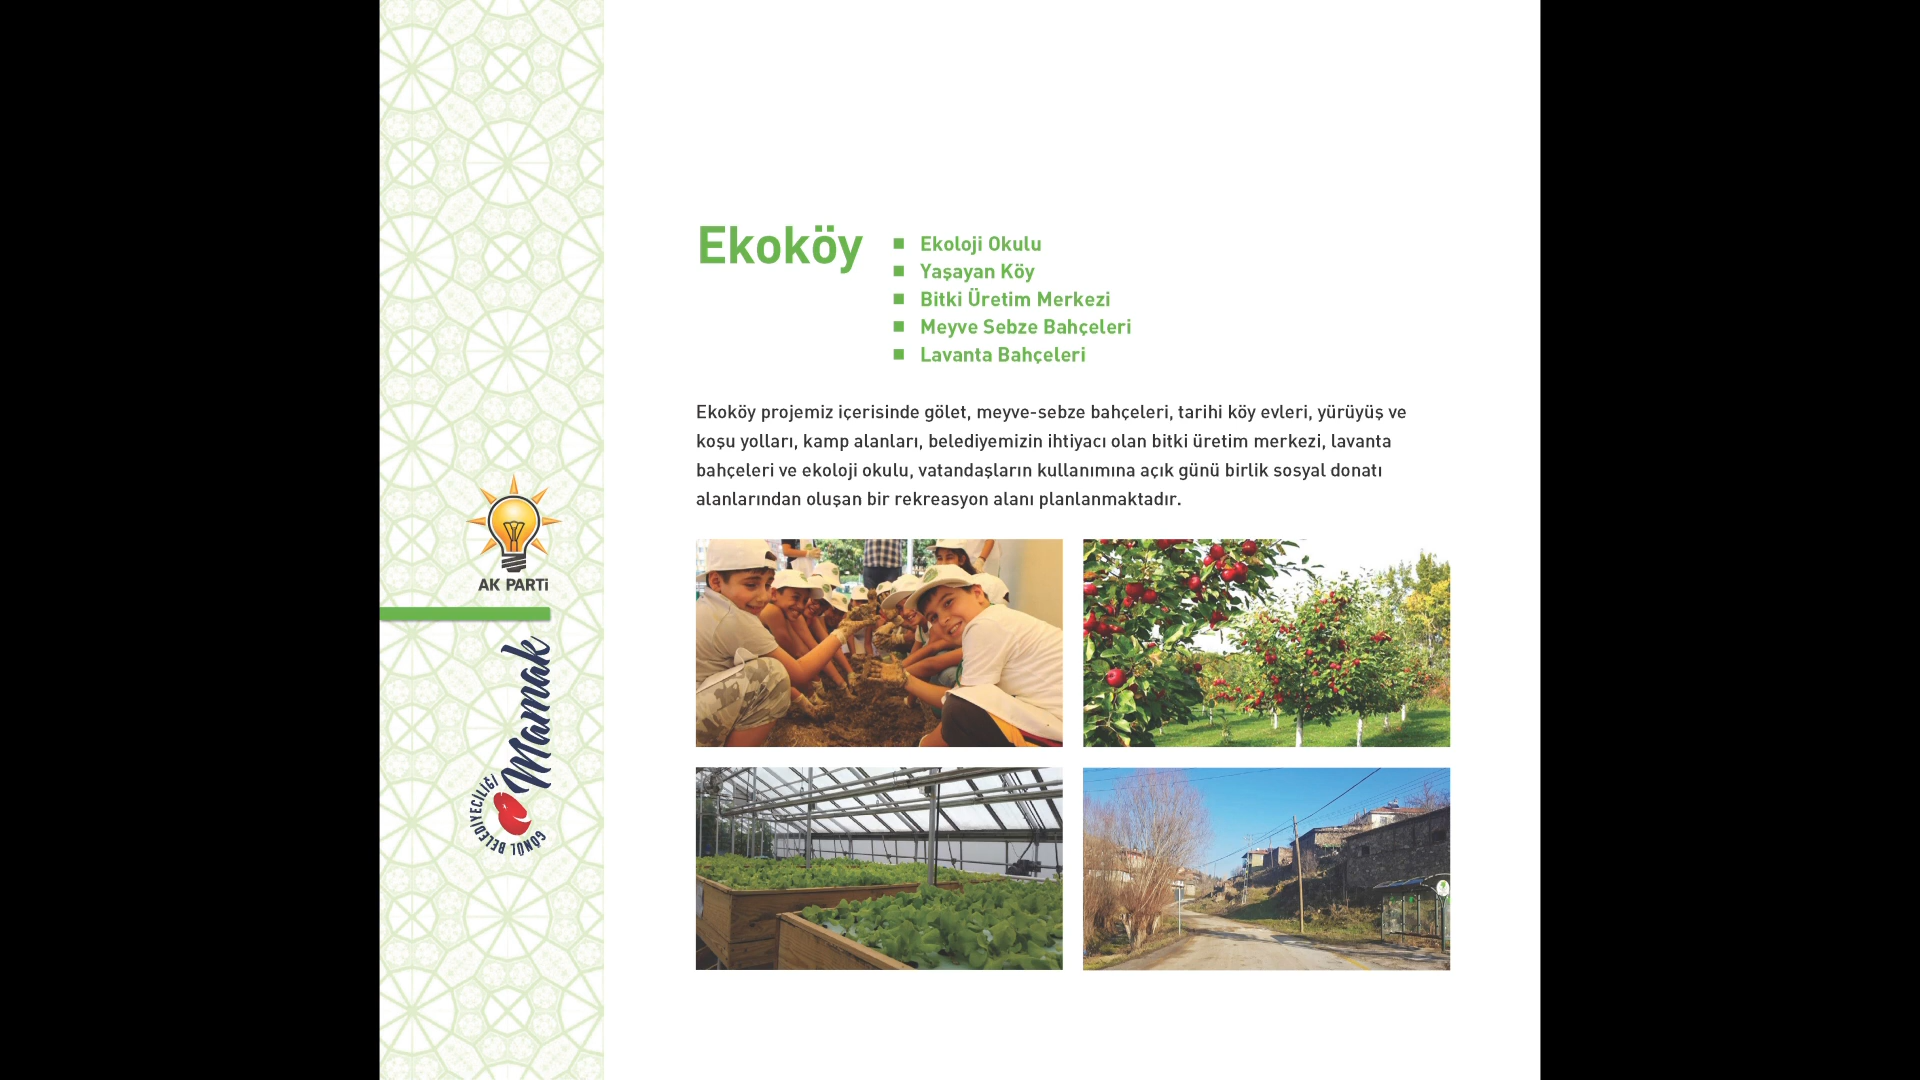 Ekoköy
Ekoloji Okulu
Yaşayan Köy
Bitki Üretim Merkezi
Meyve Sebze Bahçeleri
Lavanta Bahçeleri
Ekoköy projemiz içerisinde gölet, meyve-sebze bahçeleri, tarihi köy evleri, yürüyüş ve
koşu yolları, kamp alanları, belediyemizin ihtiyacı olan bitki üretim merkezi, lavanta
bahçeleri ve ekoloji okulu, vatandaşların kullanımına açık günü birlik sosyal donatı
alanlarından oluşan bir rekreasyon alanı planlanmaktadır.
AK PARTİ
Mamak
GÖNÜL BELEDİYECİLİĞİ